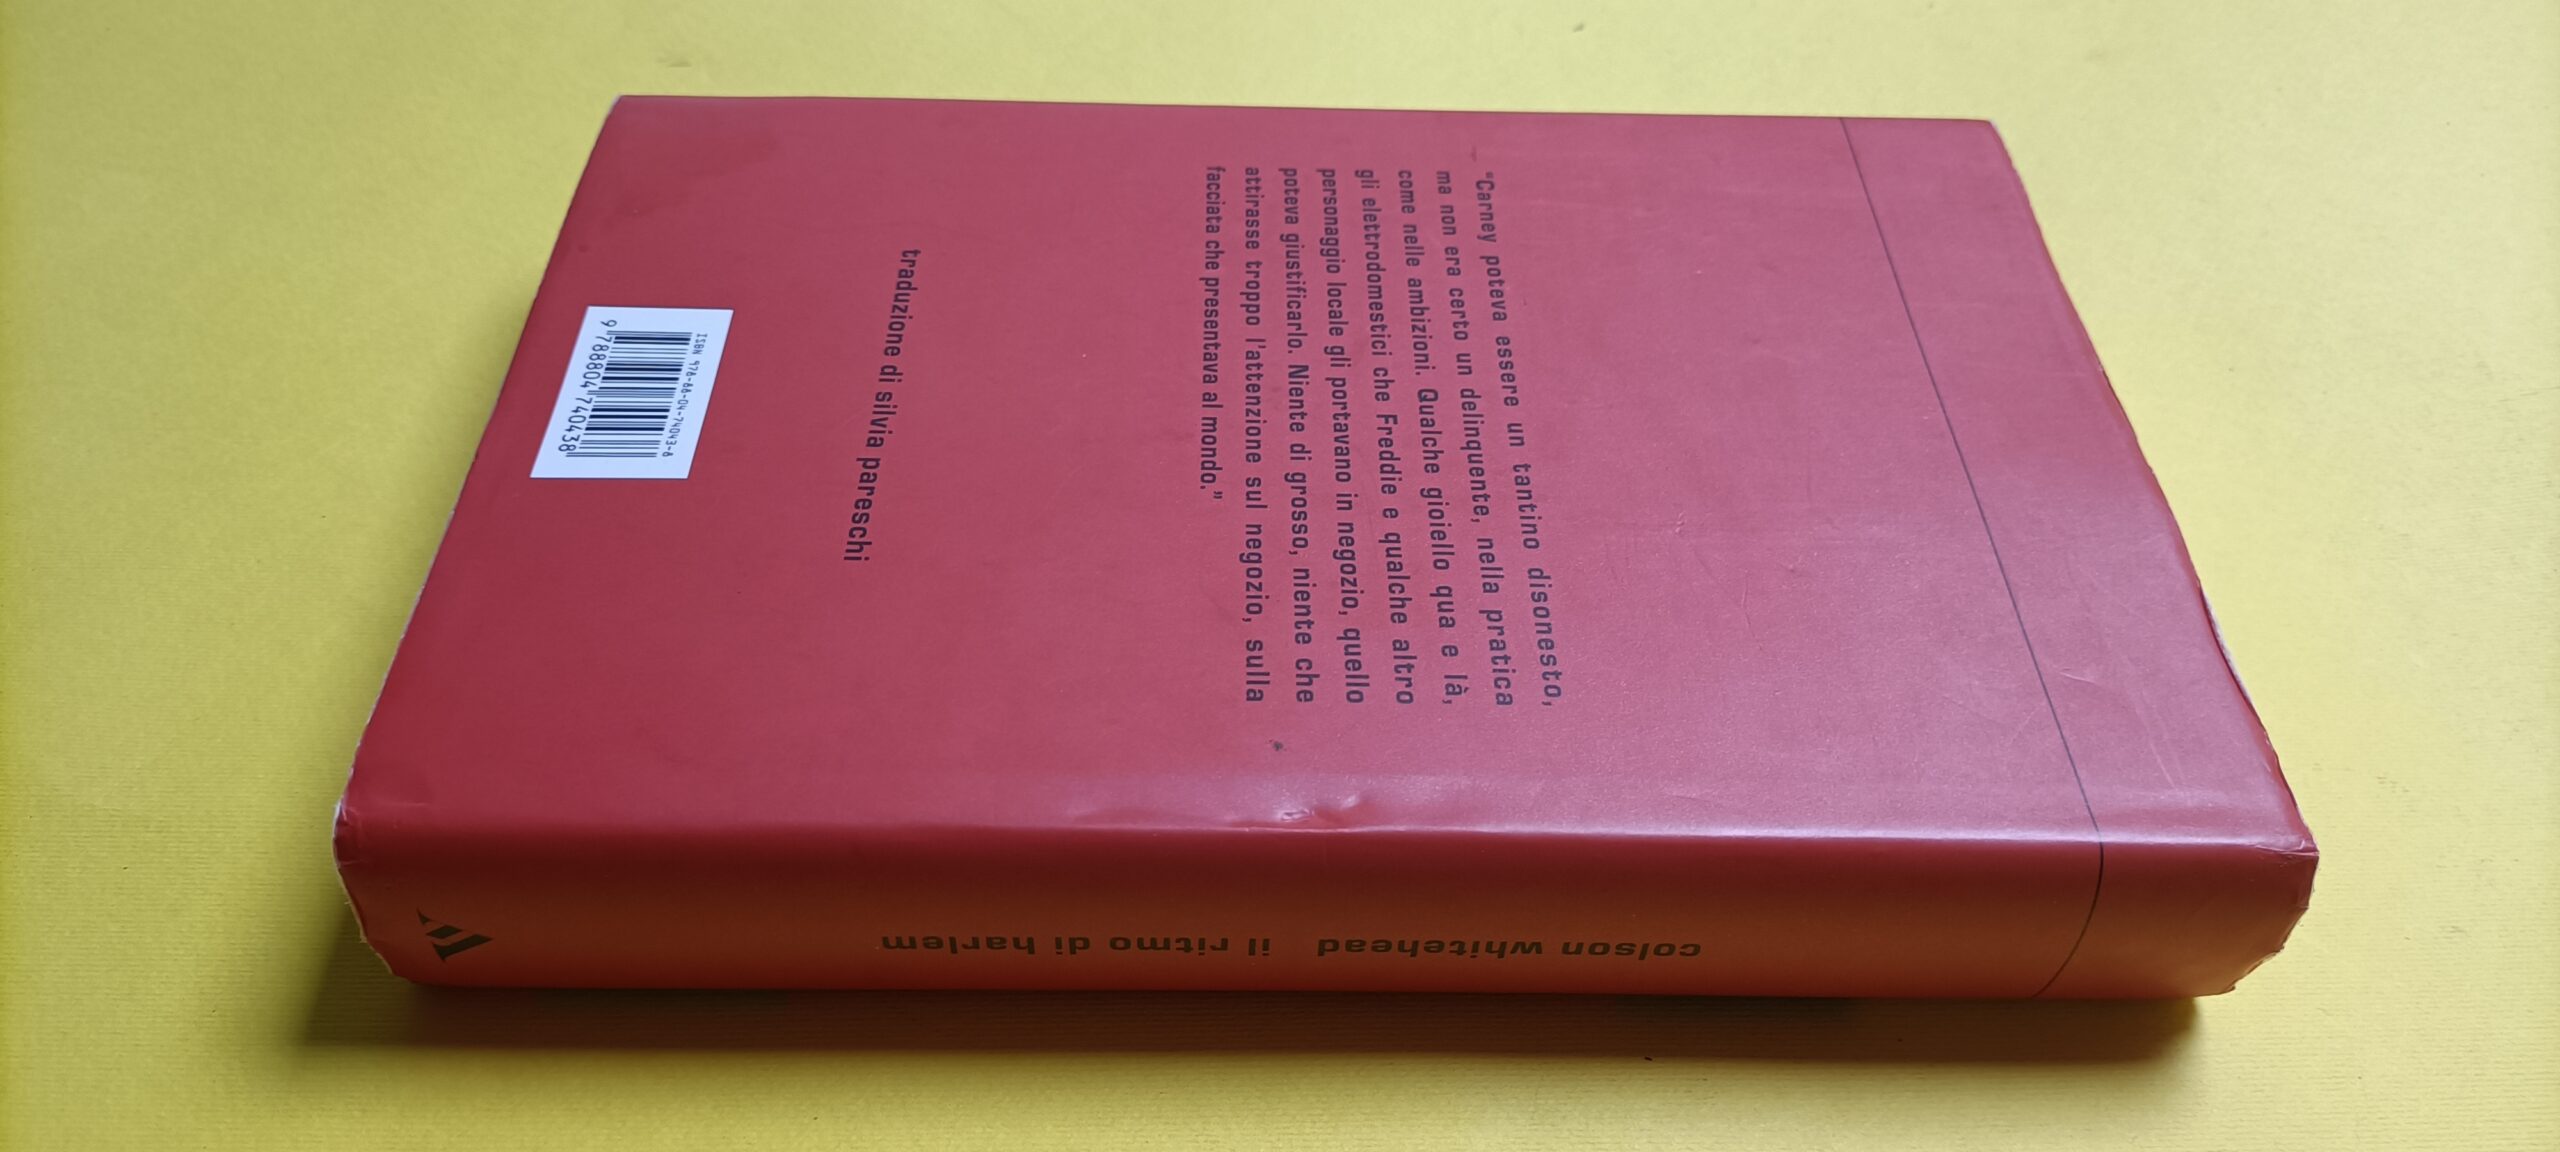 "Carney poteva essere un tantino disonesto,
ma non era certo un delinquente, nella pratica
come nelle ambizioni. Qualche gioiello qua e là,
gli elettrodomestici che Freddie e qualche altro
personaggio locale gli portavano in negozio, quello
poteva giustificarlo. Niente di grosso, niente che
attirasse troppo l'attenzione sul negozio, sulla
facciata che presentava al mondo."
traduzione di silvia pareschi
ISBN 978-88-04-74043-8
9 788804 740438
colson whitehead il ritmo di harlem